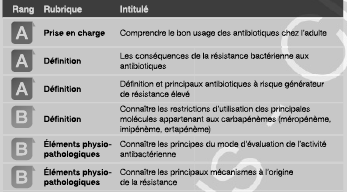 Rang Rubrique Intitulé
A Prise en charge Comprendre le bon usage des antibiotiques chez l'adulte
A Définition Les conséquences de la résistance bactérienne aux
antibiotiques
A Définition Définition et principaux antibiotiques à risque générateur
de résistance élevé
B Définition Connaître les restrictions d'utilisation des principales
molécules appartenant aux carbapénèmes (méropénème,
imipénème, ertapénème)
B Éléments physio- Connaître les principes du mode d'évaluation de l'activité
pathologiques antibactérienne
B Éléments physio- Connaître les principaux mécanismes à l'origine
pathologiques de la résistance